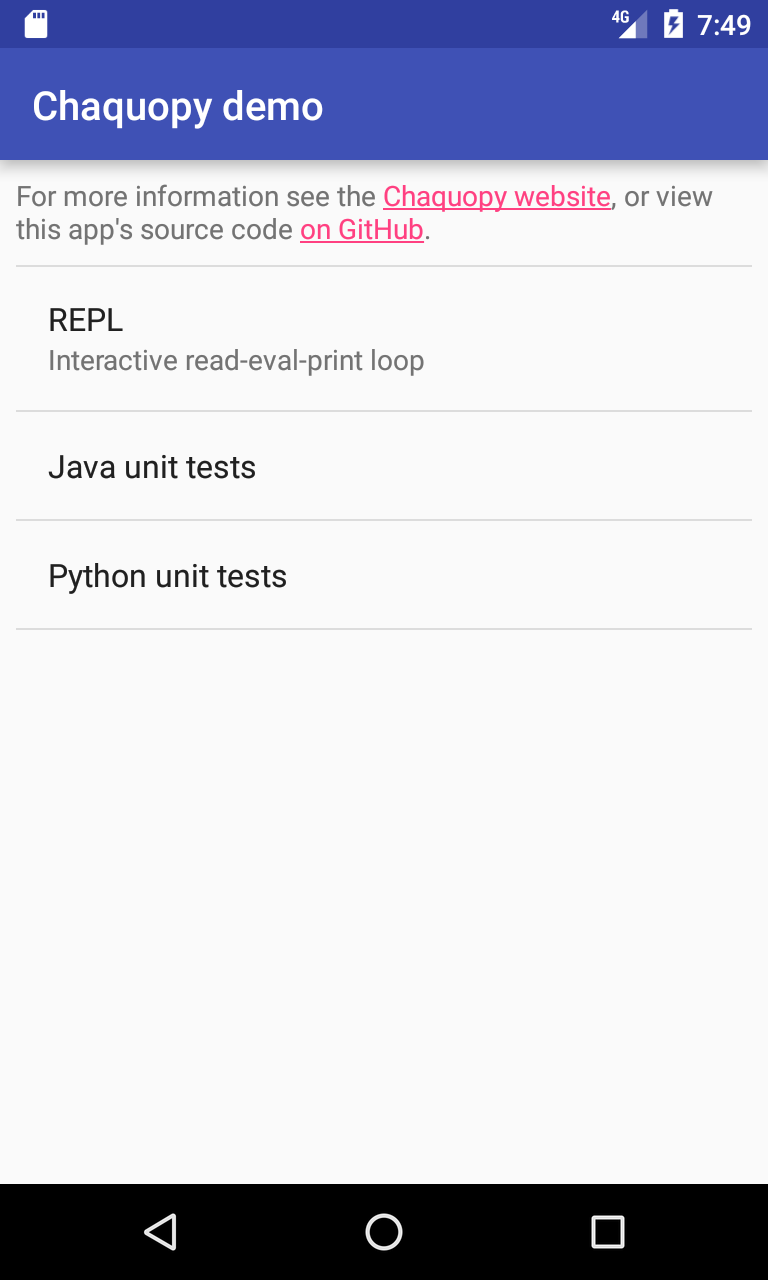 4G 7:49
Chaquopy demo
For more information see the Chaquopy website, or view
this app's source code on GitHub.
REPL
Interactive read-eval-print loop
Java unit tests
Python unit tests